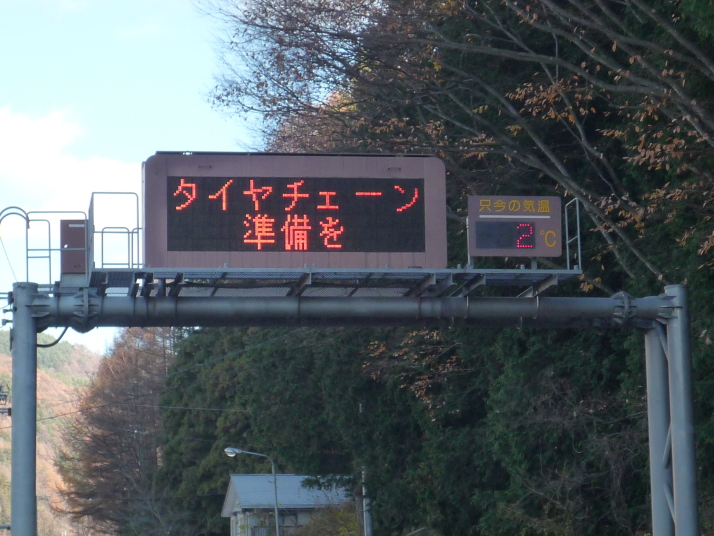 タイヤチェーン
準備を
只今の気温
2℃